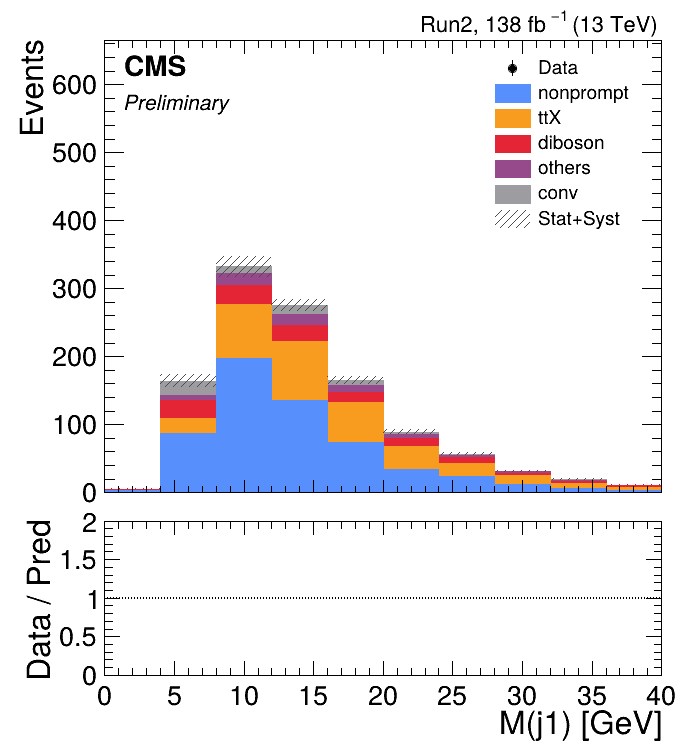 Run2, 138 fb⁻¹ (13 TeV)
CMS
Preliminary
Events
600
500
400
300
200
100
0
Data
nonprompt
ttX
diboson
others
conv
Stat+Syst
Data / Pred
2
1.5
1
0.5
0
0 5 10 15 20 25 30 35 40
M(j1) [GeV]